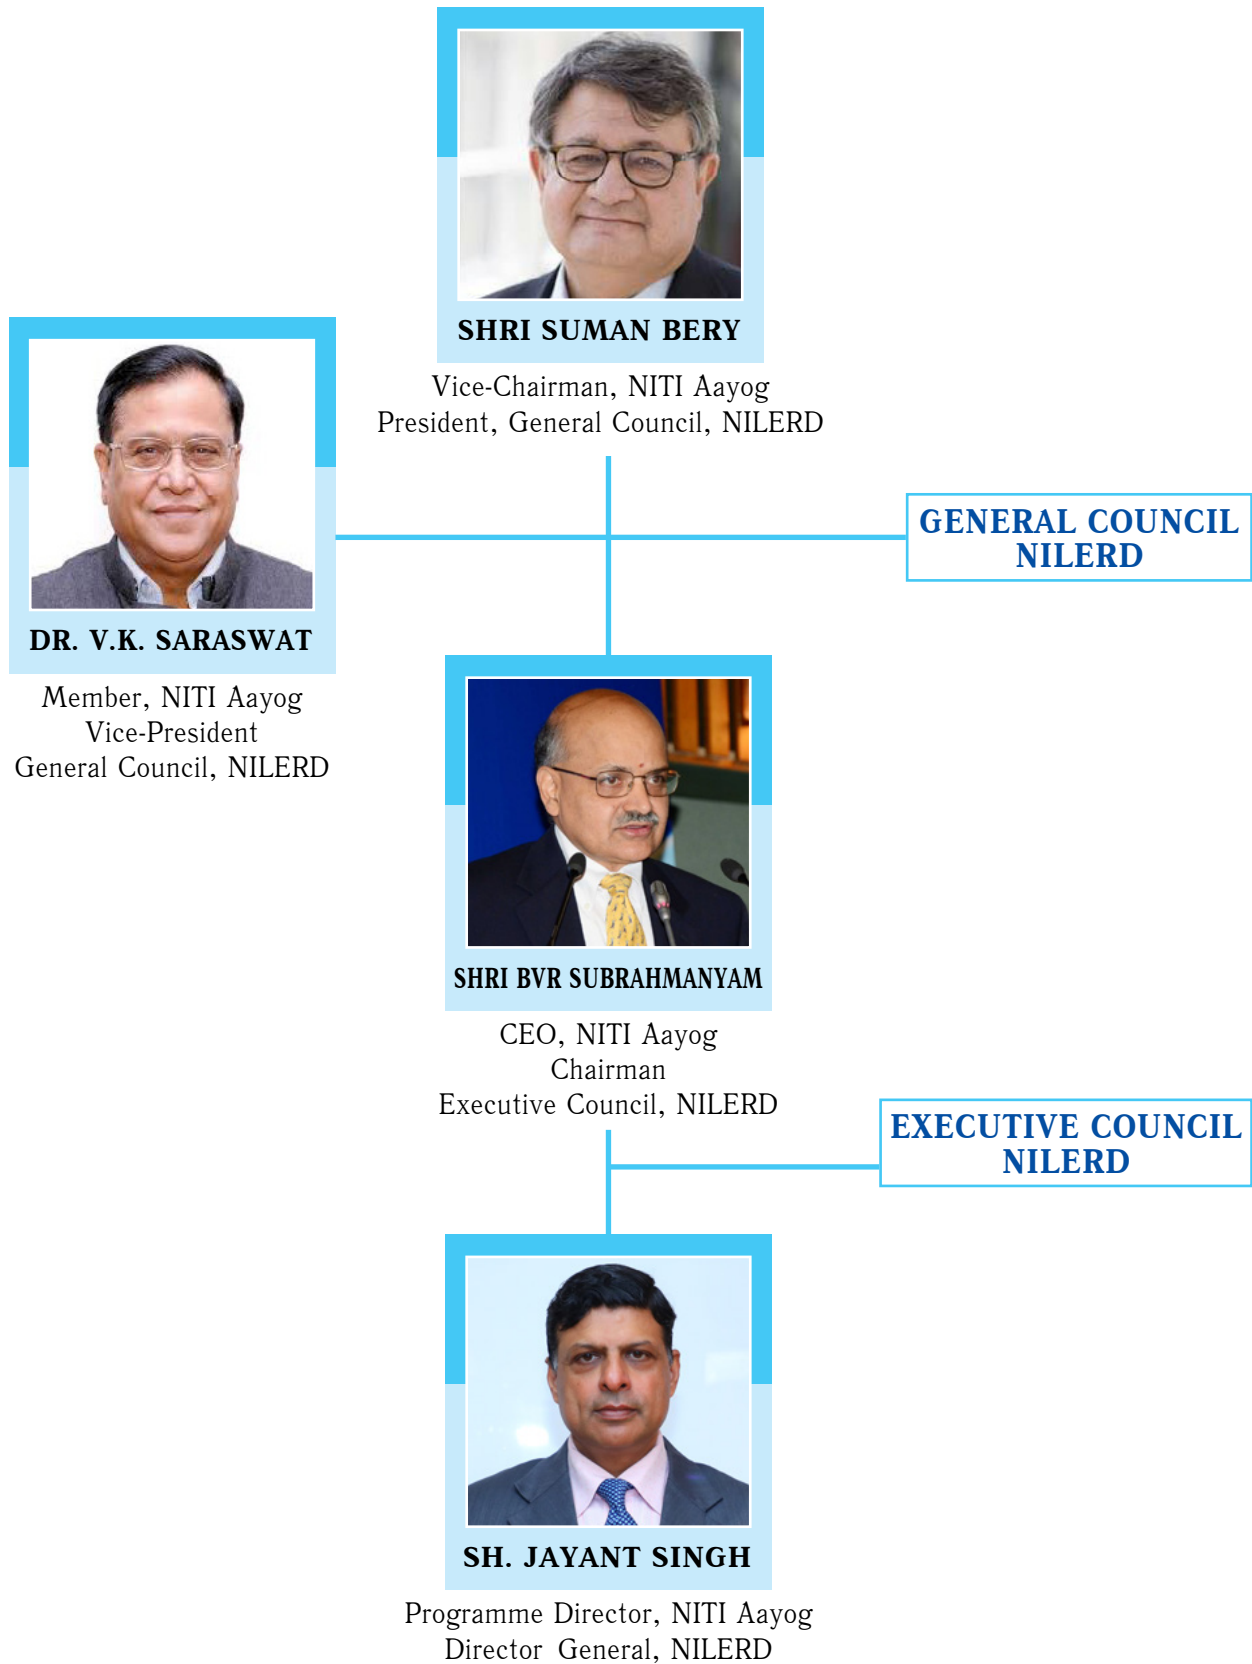 SHRI SUMAN BERY
Vice-Chairman, NITI Aayog
President, General Council, NILERD
DR. V.K. SARASWAT
Member, NITI Aayog
Vice-President
General Council, NILERD
GENERAL COUNCIL
NILERD
SHRI BVR SUBRAHMANYAM
CEO, NITI Aayog
Chairman
Executive Council, NILERD
EXECUTIVE COUNCIL
NILERD
SH. JAYANT SINGH
Programme Director, NITI Aayog
Director General, NILERD